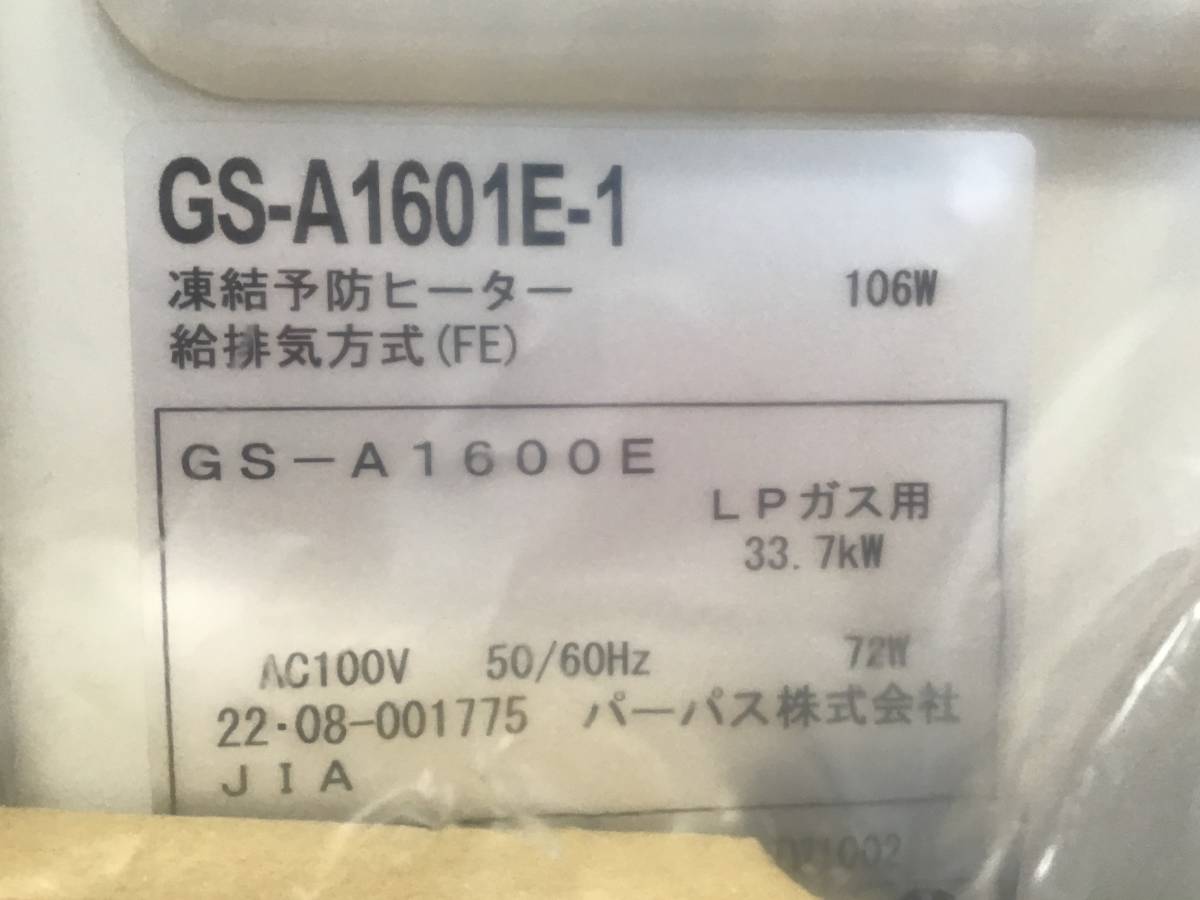 GS-A1601E-1
凍結予防ヒーター 106W
給排気方式(FE)
GS-A1600E
LPガス用
33.7kW
AC100V 50/60Hz 72W
22・08-001775 パーパス株式会社
JIA